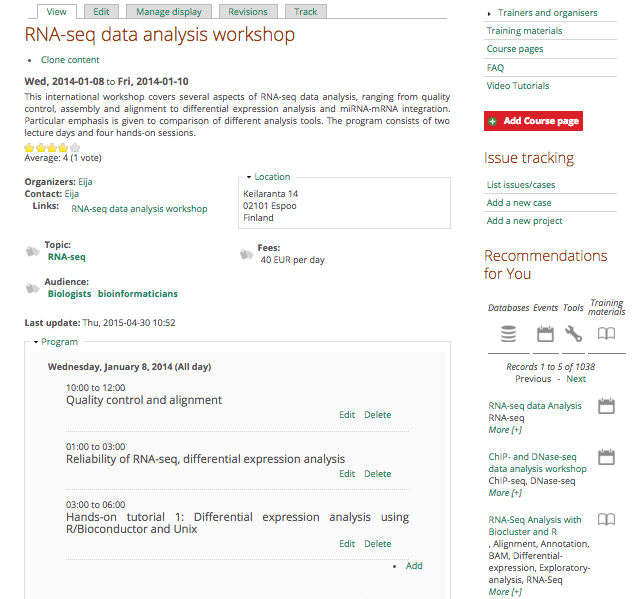 View Edit Manage display Revisions Track
RNA-seq data analysis workshop
Clone content
Wed, 2014-01-08 to Fri, 2014-01-10
This international workshop covers several aspects of RNA-seq data analysis, ranging from quality
control, assembly and alignment to differential expression analysis and miRNA-mRNA integration.
Particular emphasis is given to comparison of different analysis tools. The program consists of two
lecture days and four hands-on sessions.
Average: 4 (1 vote)
Organizers: Eija
Contact: Eija
Links: RNA-seq data analysis workshop
Location
Keilaranta 14
02101 Espoo
Finland
Topic:
RNA-seq
Fees:
40 EUR per day
Audience:
Biologists bioinformaticians
Last update: Thu, 2015-04-30 10:52
Program
Wednesday, January 8, 2014 (All day)
10:00 to 12:00
Quality control and alignment
Edit Delete
01:00 to 03:00
Reliability of RNA-seq, differential expression analysis
Edit Delete
03:00 to 06:00
Hands-on tutorial 1: Differential expression analysis using
R/Bioconductor and Unix
Edit Delete
Add
Trainers and organisers
Training materials
Course pages
FAQ
Video Tutorials
Add Course page
Issue tracking
List issues/cases
Add a new case
Add a new project
Recommendations
for You
Databases Events Tools Training
materials
Records 1 to 5 of 1038
Previous - Next
RNA-seq data Analysis
RNA-seq
More [+]
ChIP- and DNase-seq
data analysis workshop
ChIP-seq, DNase-seq
More [+]
RNA-Seq Analysis with
Biocluster and R
, Alignment, Annotation,
BAM, Differential-
expression, Exploratory-
analysis, RNA-Seq
More [+]